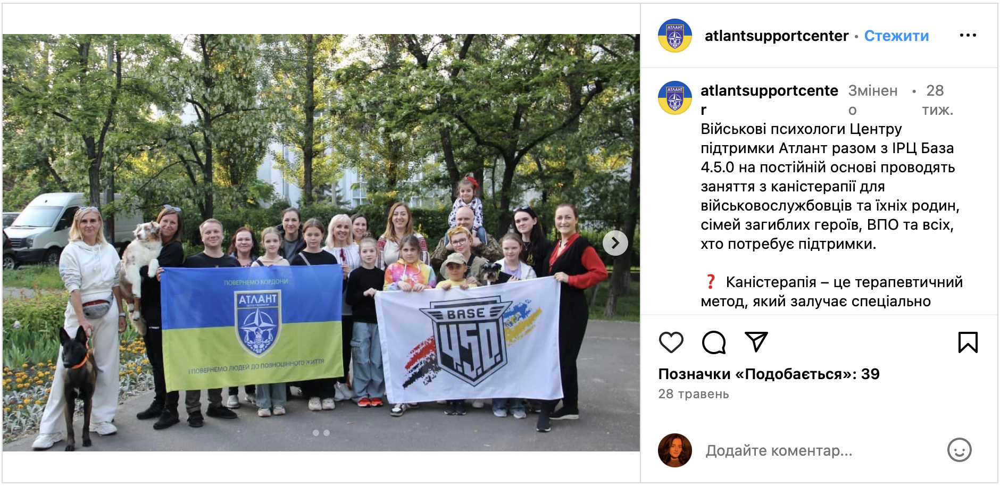 atlantsupportcenter • Стежити
АТЛАНТ
atlantsupportcente Змінен • 28
r о тиж.
АТЛАНТ
Військові психологи Центру
підтримки Атлант разом з ІРЦ База
4.5.0 на постійній основі проводять
заняття з каністерапії для
військовослужбовців та їхніх родин,
сімей загиблих героїв, ВПО та всіх,
хто потребує підтримки.
❓ Каністерапія – це терапевтичний
метод, який залучає спеціально
Позначки «Подобається»: 39
28 травень
Додайте коментар...
ПОВЕРНЕМО КОРДОНИ
АТЛАНТ
І ПОВЕРНЕМО ЛЮДЕЙ ДО ПОВНОЦІННОГО ЖИТТЯ
BASE
4.5.0.